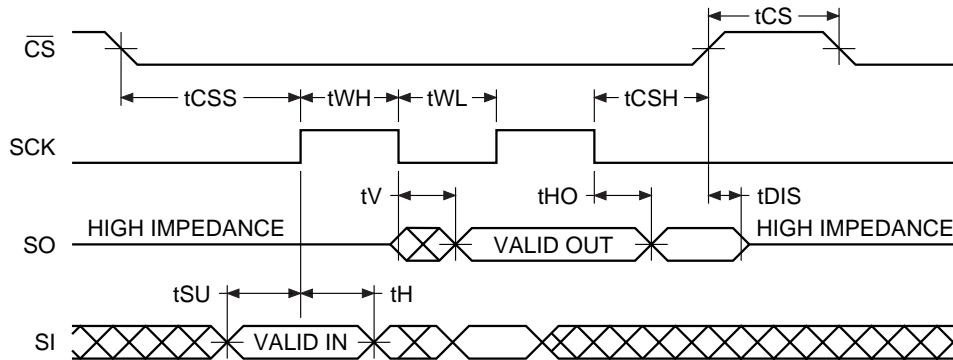 tCS
CS
tCSS tWH tWL tCSH
SCK
tV tHO tDIS
HIGH IMPEDANCE HIGH IMPEDANCE
SO VALID OUT
tSU tH
SI VALID IN